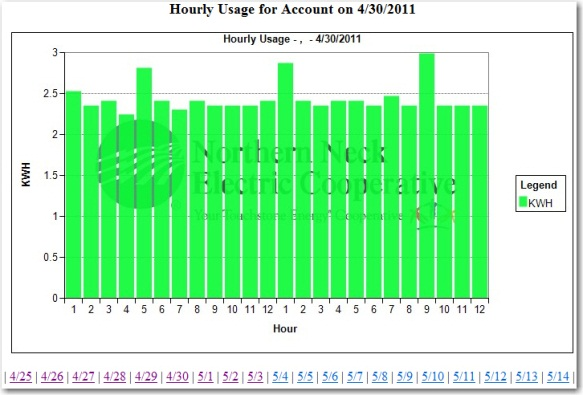 Hourly Usage for Account on 4/30/2011
Hourly Usage - , - 4/30/2011
3
2.5
2
1.5
1
0.5
0
KWH
Northern Neck
Electric Cooperative
Your Touchstone Energy® Cooperative
1 2 3 4 5 6 7 8 9 10 11 12 1 2 3 4 5 6 7 8 9 10 11 12
Hour
Legend
KWH
| 4/25 | 4/26 | 4/27 | 4/28 | 4/29 | 4/30 | 5/1 | 5/2 | 5/3 | 5/4 | 5/5 | 5/6 | 5/7 | 5/8 | 5/9 | 5/10 | 5/11 | 5/12 | 5/13 | 5/14 |